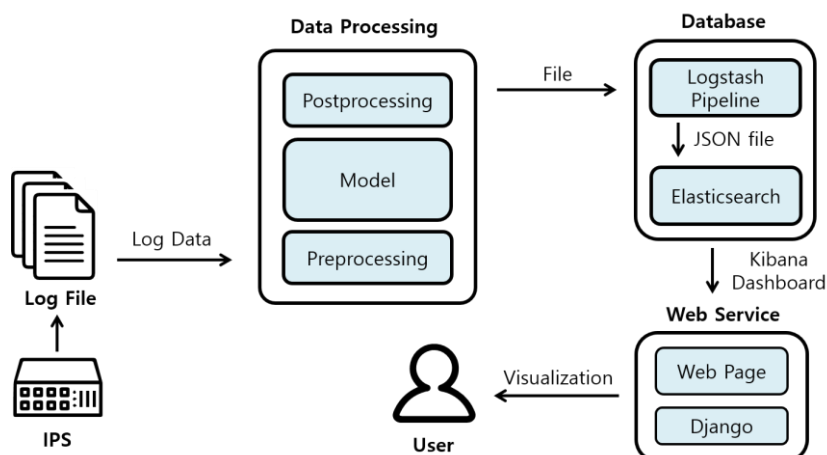 Data Processing
Postprocessing
Model
Preprocessing
File
Database
Logstash
Pipeline
JSON file
Elasticsearch
Log Data
Log File
IPS
Kibana
Dashboard
Web Service
Web Page
Django
Visualization
User